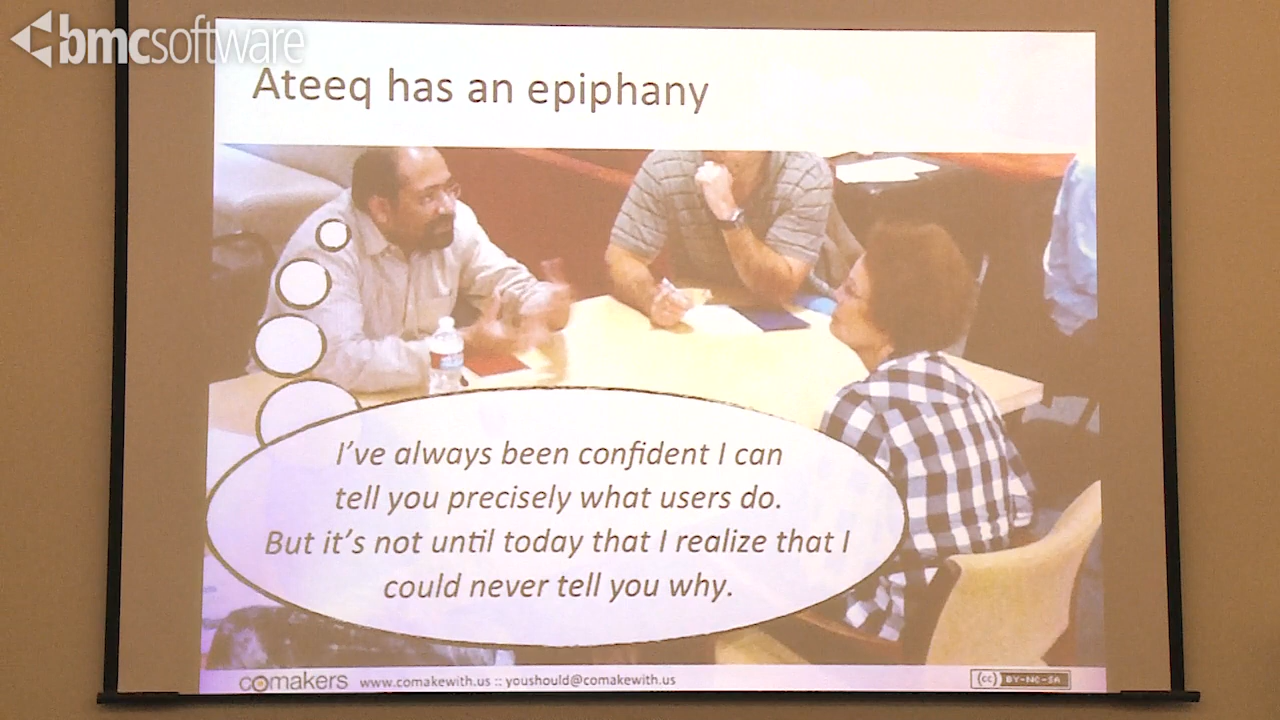 bmcsoftware
Ateeq has an epiphany
I've always been confident I can
tell you precisely what users do.
But it's not until today that I realize that I
could never tell you why.
comakers www.comakewith.us :: youshould@comakewith.us
(cc) BY-NC-SA